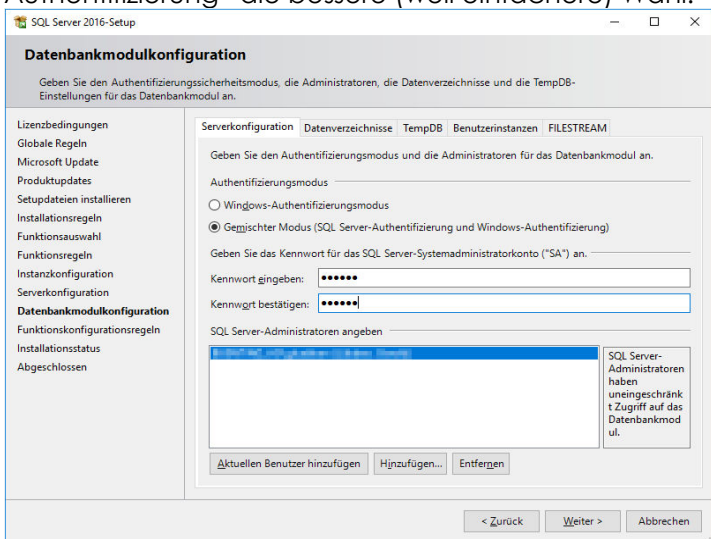 Authentifizierung" die bessere (weil einfachere) Wahl.
SQL Server 2016-Setup
Datenbankmodulkonfiguration
Geben Sie den Authentifizierungssicherheitsmodus, die Administratoren, die Datenverzeichnisse und die TempDB-
Einstellungen für das Datenbankmodul an.
Lizenzbedingungen
Globale Regeln
Microsoft Update
Produktupdates
Setupdateien installieren
Installationsregeln
Funktionsauswahl
Funktionsregeln
Instanzkonfiguration
Serverkonfiguration
Datenbankmodulkonfiguration
Funktionskonfigurationsregeln
Installationsstatus
Abgeschlossen
Serverkonfiguration Datenverzeichnisse TempDB Benutzerinstanzen FILESTREAM
Geben Sie den Authentifizierungsmodus und die Administratoren für das Datenbankmodul an.
Authentifizierungsmodus
Windows-Authentifizierungsmodus
Gemischter Modus (SQL Server-Authentifizierung und Windows-Authentifizierung)
Geben Sie das Kennwort für das SQL Server-Systemadministratorkonto ("SA") an.
Kennwort eingeben: ●●●●●●
Kennwort bestätigen: ●●●●●●
SQL Server-Administratoren angeben
SQL Server-
Administratoren
haben
uneingeschränk
t Zugriff auf das
Datenbankmod
ul.
Aktuellen Benutzer hinzufügen Hinzufügen... Entfernen
< Zurück Weiter > Abbrechen